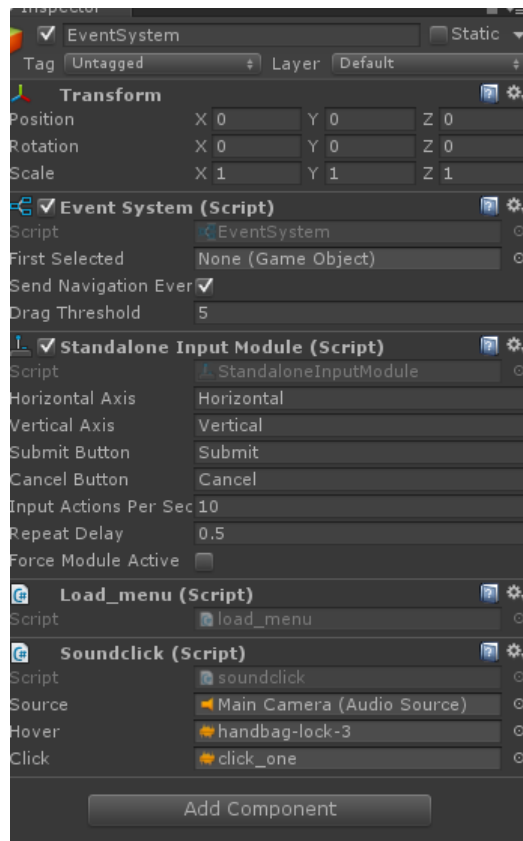 Inspector
EventSystem Static
Tag Untagged Layer Default
Transform
Position X 0 Y 0 Z 0
Rotation X 0 Y 0 Z 0
Scale X 1 Y 1 Z 1
Event System (Script)
Script EventSystem
First Selected None (Game Object)
Send Navigation Ever
Drag Threshold 5
Standalone Input Module (Script)
Script StandaloneInputModule
Horizontal Axis Horizontal
Vertical Axis Vertical
Submit Button Submit
Cancel Button Cancel
Input Actions Per Sec 10
Repeat Delay 0.5
Force Module Active
Load_menu (Script)
Script load_menu
Soundclick (Script)
Script soundclick
Source Main Camera (Audio Source)
Hover handbag-lock-3
Click click_one
Add Component